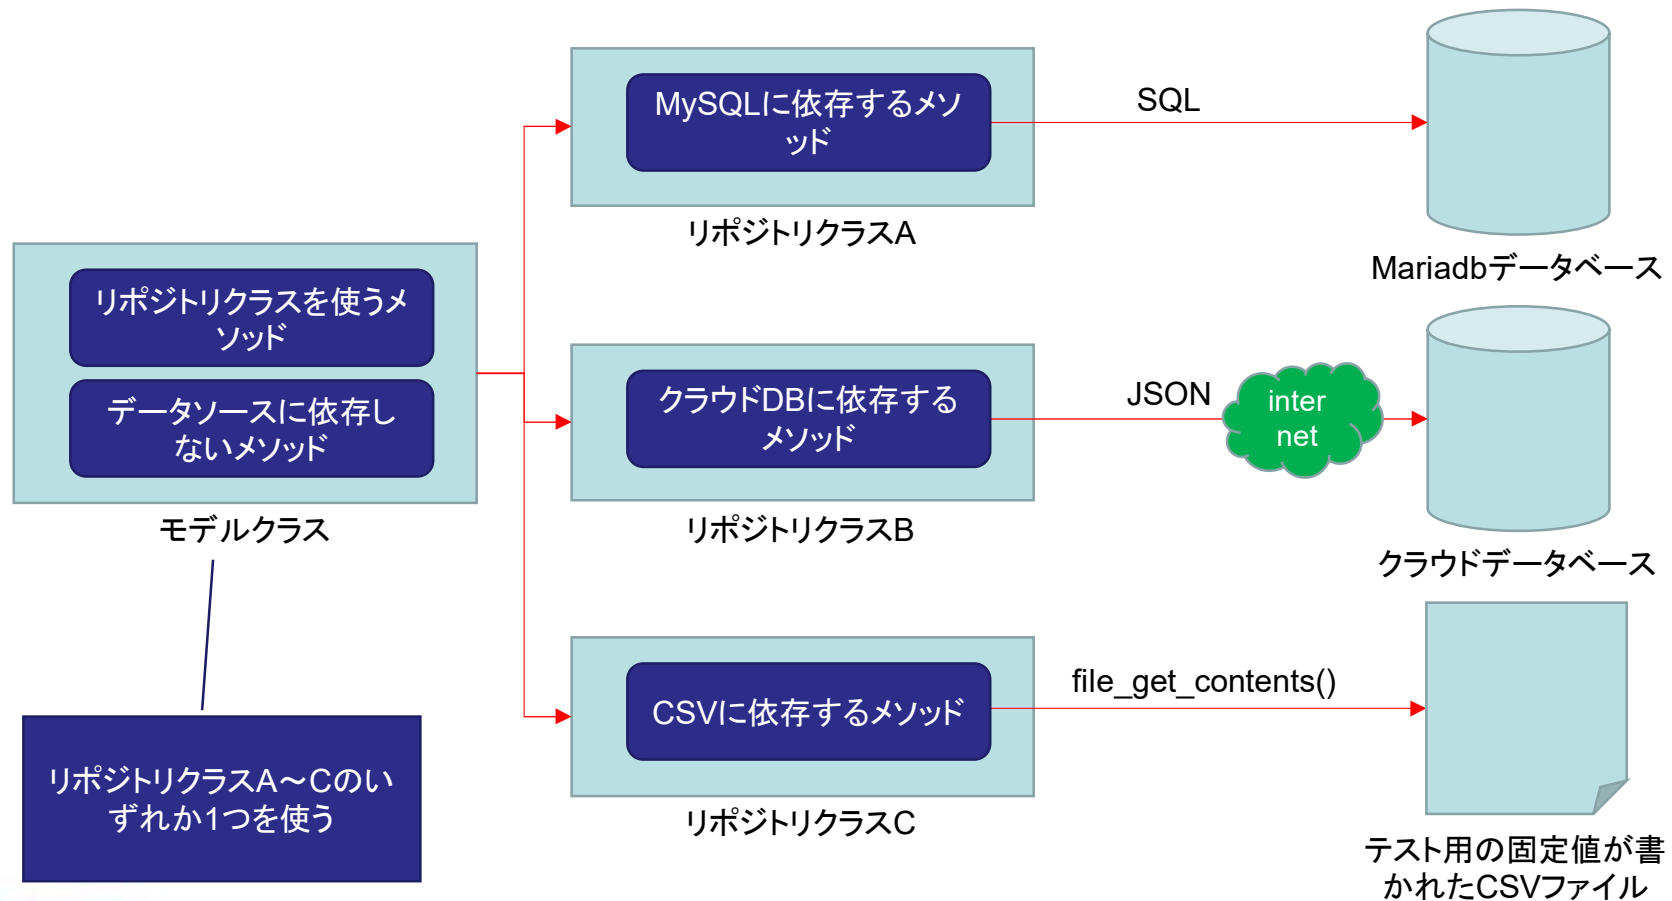 MySQLに依存するメソ
ッド
SQL
リポジトリクラスA
Mariadbデータベース
リポジトリクラスを使うメ
ソッド
データソースに依存し
ないメソッド
モデルクラス
クラウドDBに依存する
メソッド
JSON
inter
net
リポジトリクラスB
クラウドデータベース
CSVに依存するメソッド
file_get_contents()
リポジトリクラスC
リポジトリクラスA～Cのい
ずれか1つを使う
テスト用の固定値が書
かれたCSVファイル